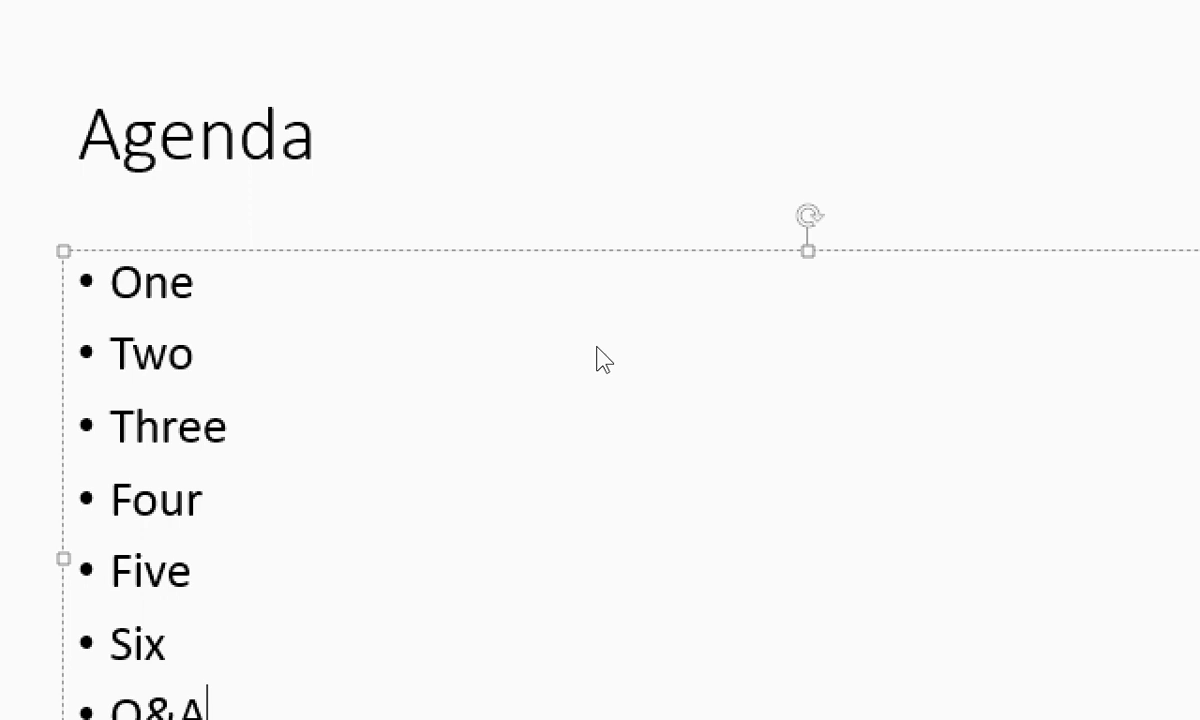 Agenda
• One
• Two
• Three
• Four
• Five
• Six
• Q&A